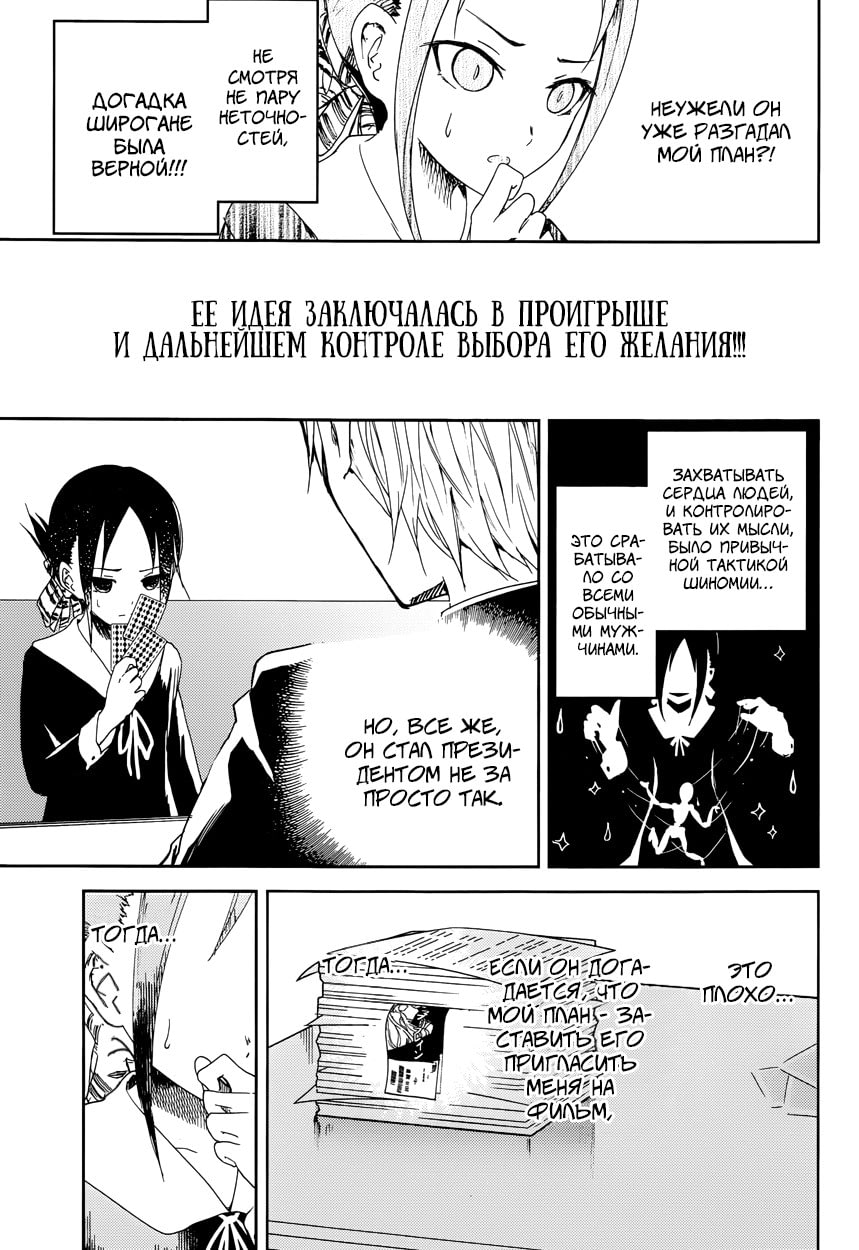 НЕУЖЕЛИ ОН
УЖЕ РАЗГАДАЛ
МОЙ ПЛАН?!
НЕ
СМОТРЯ
НЕ ПАРУ
НЕТОЧНО-
СТЕЙ,
ДОГАДКА
ШИРОГАНЕ
БЫЛА
ВЕРНОЙ!!!
ЕЕ ИДЕЯ ЗАКЛЮЧАЛАСЬ В ПРОИГРЫШЕ
И ДАЛЬНЕЙШЕМ КОНТРОЛЕ ВЫБОРА ЕГО ЖЕЛАНИЯ!!!
ЗАХВАТЫВАТЬ
СЕРДЦА ЛЮДЕЙ,
И КОНТРОЛИРО-
ВАТЬ ИХ МЫСЛИ,
БЫЛО ПРИВЫЧ-
НОЙ ТАКТИКОЙ
ШИНОМИИ...
ЭТО СРА-
БАТЫВА-
ЛО СО
ВСЕМИ
ОБЫЧНЫ-
МИ МУЖ-
ЧИНАМИ.
НО, ВСЕ ЖЕ,
ОН СТАЛ ПРЕЗИ-
ДЕНТОМ НЕ ЗА
ПРОСТО ТАК.
ЭТО
ПЛОХО...
ЕСЛИ ОН ДОГА-
ДАЕТСЯ, ЧТО
МОЙ ПЛАН - ЗА-
СТАВИТЬ ЕГО
ПРИГЛАСИТЬ
МЕНЯ НА
ФИЛЬМ,
ТОГДА...
ТОГДА...